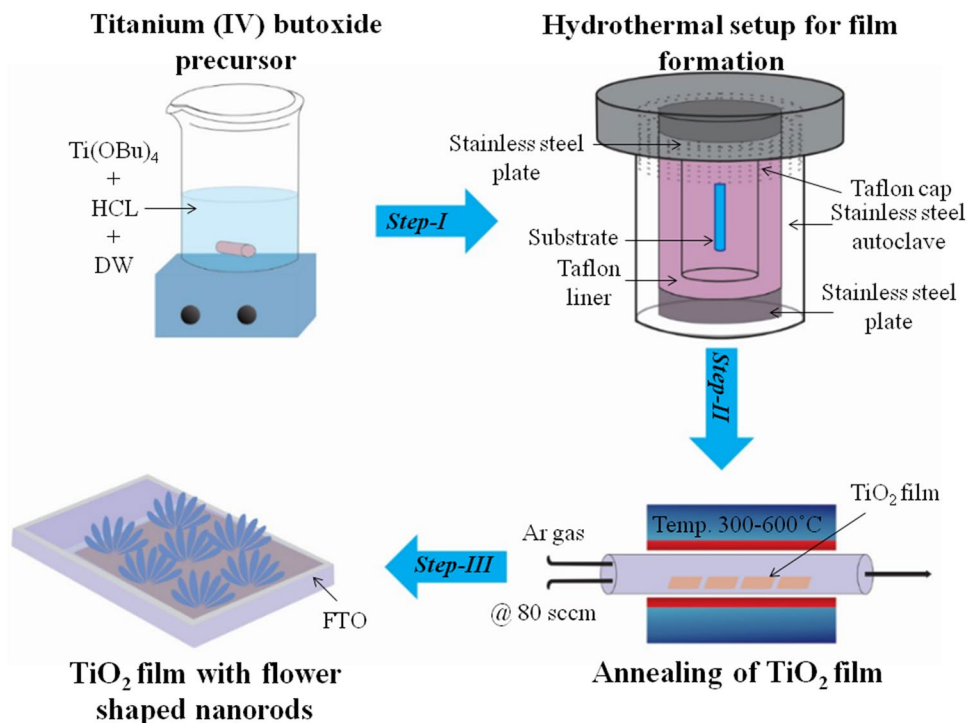 Titanium (IV) butoxide
precursor
Ti(OBu)4
+
HCL
+
DW
Step-I
Hydrothermal setup for film
formation
Stainless steel
plate
Substrate
Taflon
liner
Taflon cap
Stainless steel
autoclave
Stainless steel
plate
Step-II
TiO2 film
Temp. 300-600°C
Ar gas
@ 80 sccm
Annealing of TiO2 film
Step-III
FTO
TiO2 film with flower
shaped nanorods